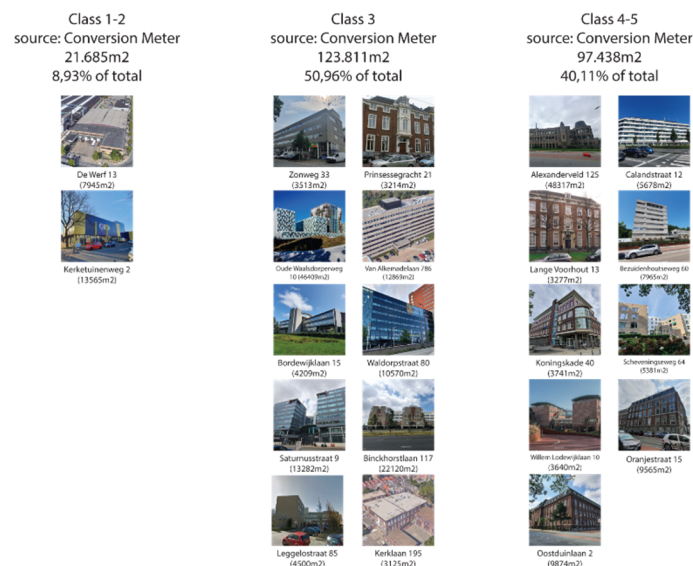 Class 1-2
source: Conversion Meter
21.685m2
8,93% of total
De Werf 13
(7945m2)
Kerketuinenweg 2
(13565m2)
Class 3
source: Conversion Meter
123.811m2
50,96% of total
Zonweg 33
(3513m2)
Prinsessegracht 21
(3214m2)
Oude Waalsdorperweg
10 (46409m2)
Van Alkemadelaan 786
(12869m2)
Bordewijklaan 15
(4209m2)
Waldorpstraat 80
(10570m2)
Saturnusstraat 9
(13282m2)
Binckhorstlaan 117
(22120m2)
Leggelostraat 85
(4500m2)
Kerklaan 195
(3125m2)
Class 4-5
source: Conversion Meter
97.438m2
40,11% of total
Alexanderveld 125
(48317m2)
Calandstraat 12
(5678m2)
Lange Voorhout 13
(3277m2)
Bezuidenhoutseweg 60
(7965m2)
Koningskade 40
(3741m2)
Scheveningseweg 64
(5381m2)
Willem Lodewijklaan 10
(3640m2)
Oranjestraat 15
(9565m2)
Oostduinlaan 2
(9874m2)